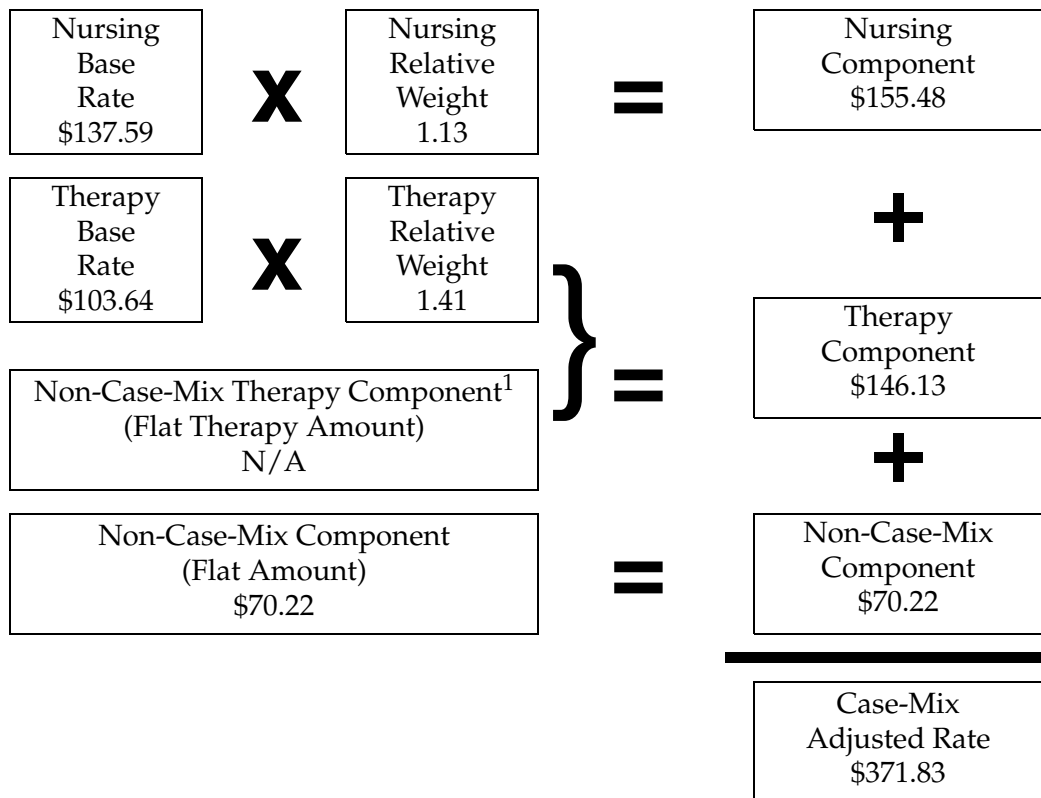 Nursing
Base
Rate
$137.59
X
Nursing
Relative
Weight
1.13
=
Nursing
Component
$155.48
Therapy
Base
Rate
$103.64
X
Therapy
Relative
Weight
1.41
+
Non-Case-Mix Therapy Component¹
(Flat Therapy Amount)
N/A
}
=
Therapy
Component
$146.13
+
Non-Case-Mix Component
(Flat Amount)
$70.22
=
Non-Case-Mix
Component
$70.22
Case-Mix
Adjusted Rate
$371.83